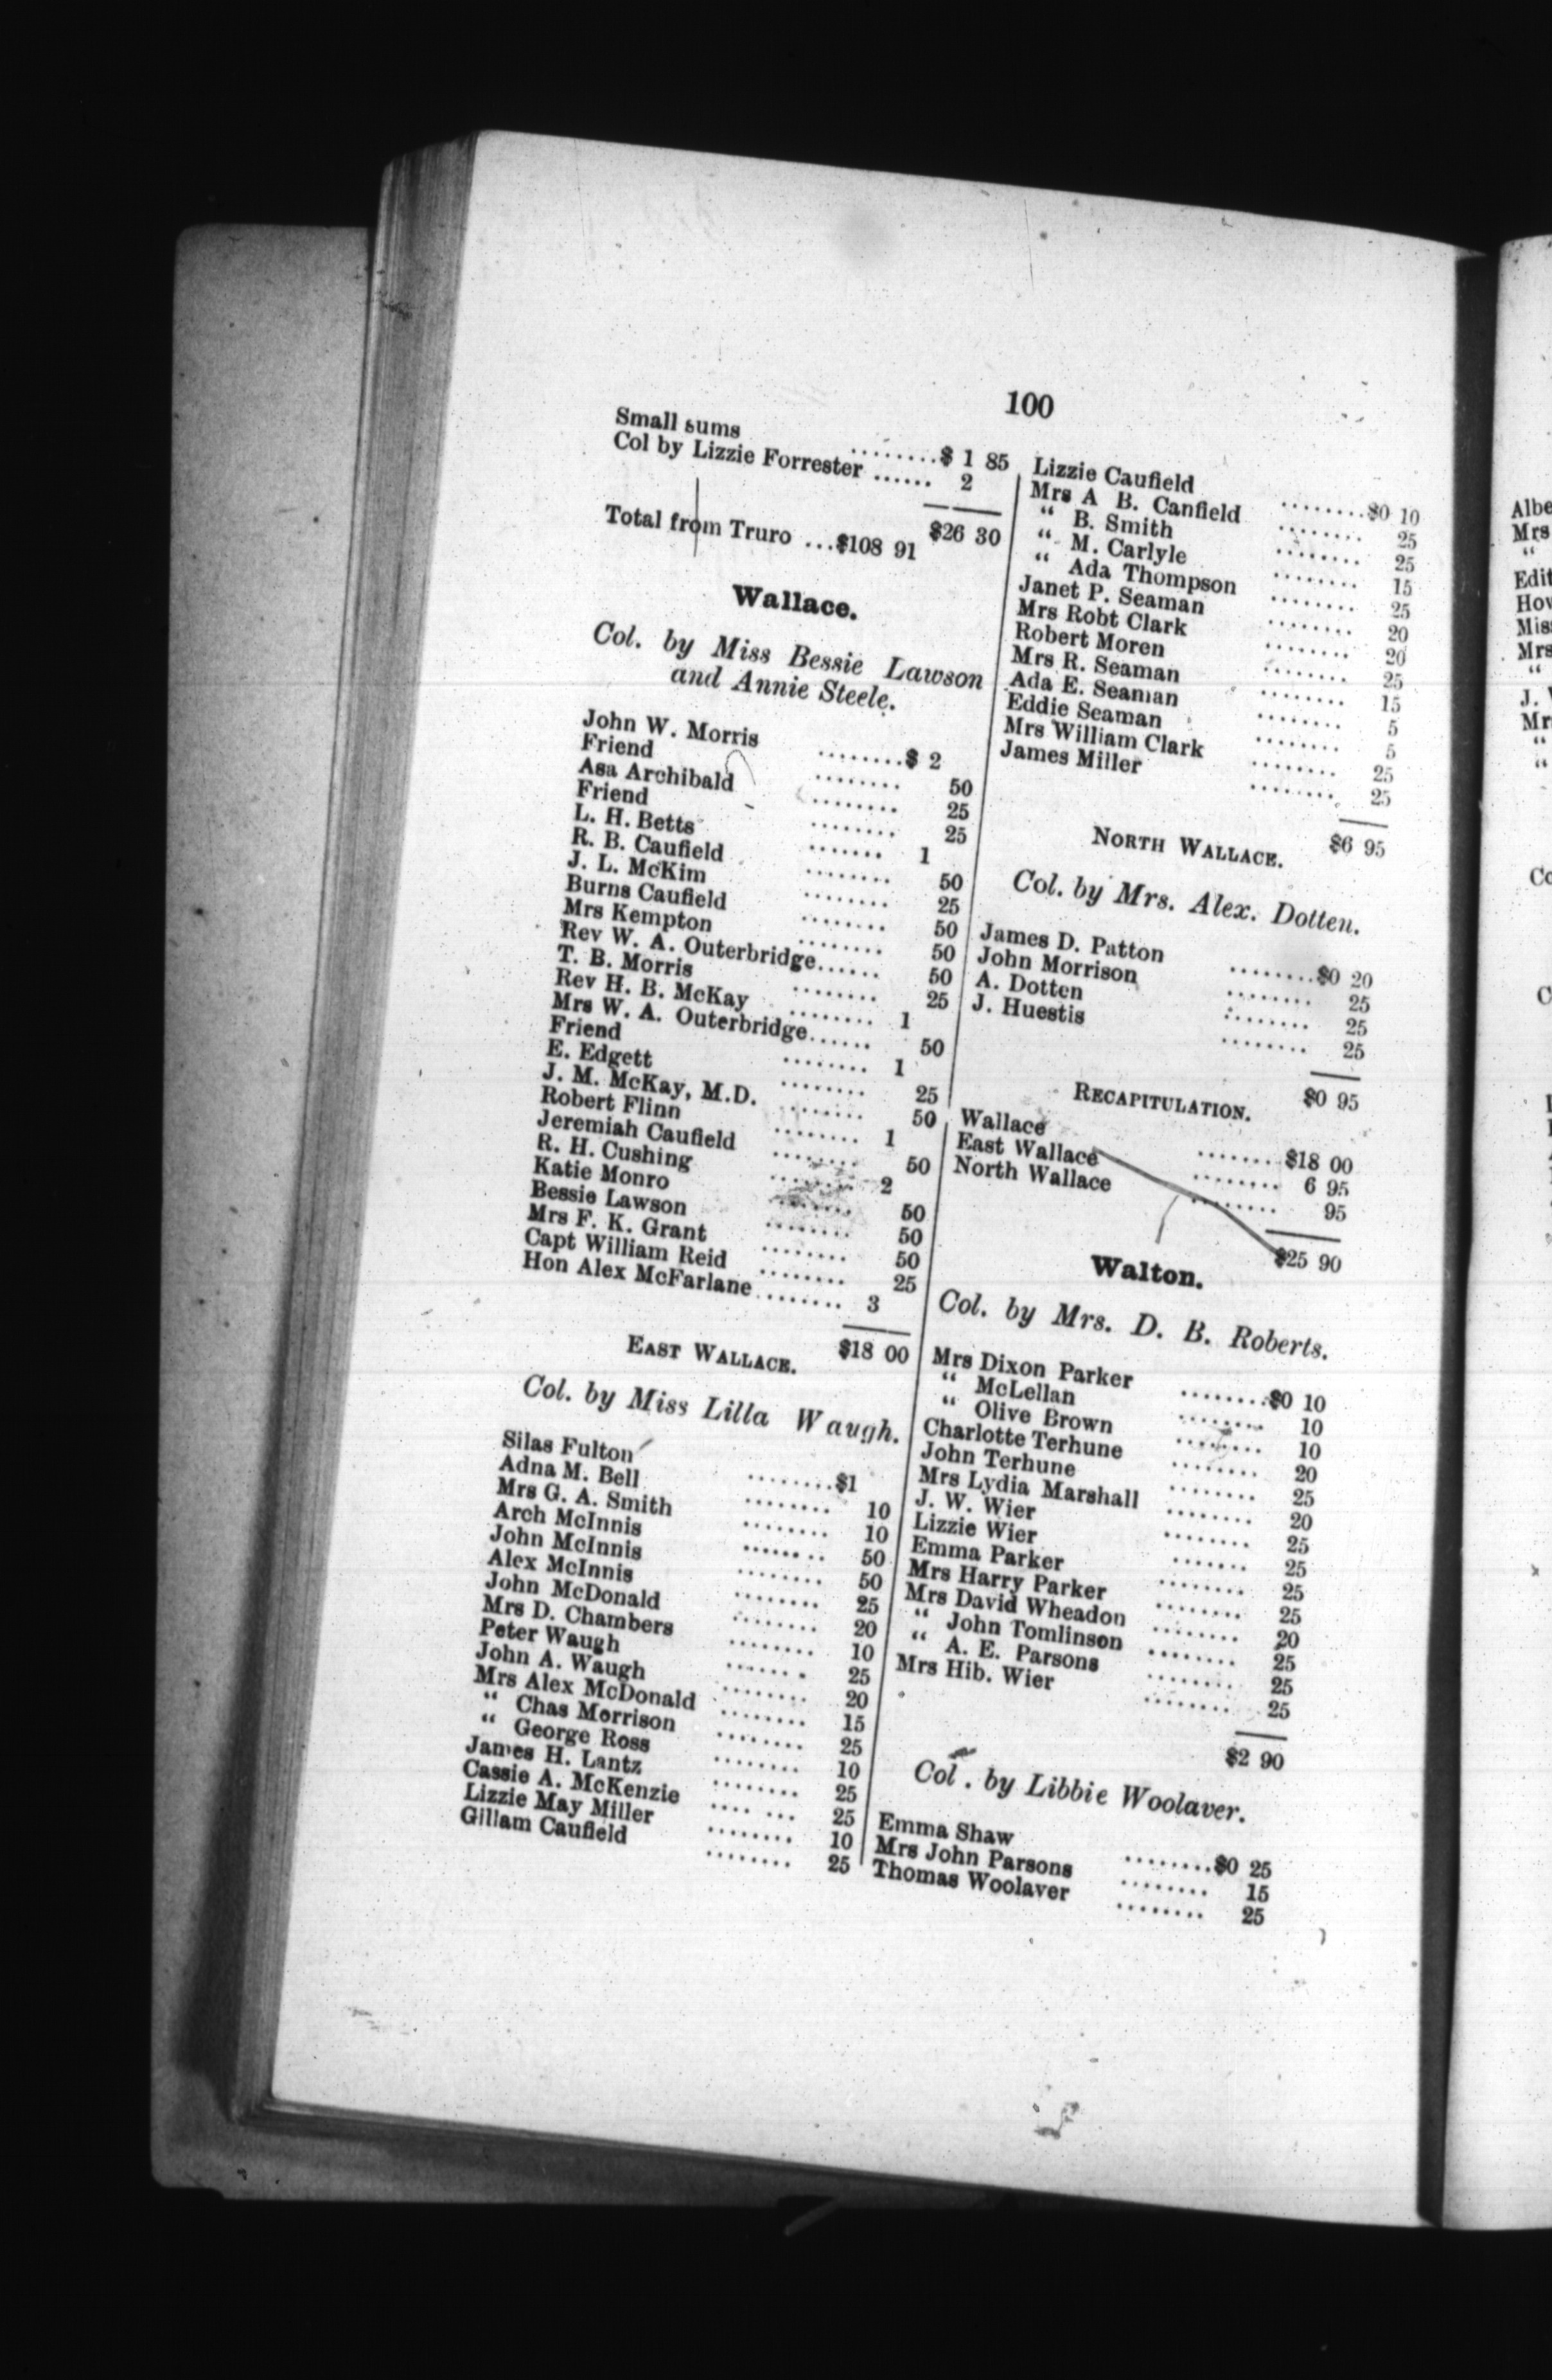 100
Small sums ........$ 1 85
Col by Lizzie Forrester ...... 2
$26 30
Total from Truro ...$108 91
Wallace.
Col. by Miss Bessie Lawson
and Annie Steele.
John W. Morris ........$ 2
Friend ........ 50
Asa Archibald ........ 25
Friend ........ 25
L. H. Betts ....... 1
R. B. Caufield ........ 50
J. L. McKim ........ 25
Burns Caufield ........ 50
Mrs Kempton ........ 50
Rev W. A. Outerbridge...... 50
T. B. Morris ........ 25
Rev H. B. McKay ........ 1
Mrs W. A. Outerbridge...... 50
Friend ........ 1
E. Edgett ........ 25
J. M. McKay, M.D. ........ 50
Robert Flinn ........ 1
Jeremiah Caufield ........ 50
R. H. Cushing ........ 2
Katie Monro ........ 50
Bessie Lawson ........ 50
Mrs F. K. Grant ........ 50
Capt William Reid ........ 25
Hon Alex McFarlane ........ 3
$18 00
EAST WALLACE.
Col. by Miss Lilla Waugh.
Silas Fulton ........$1
Adna M. Bell ........ 10
Mrs G. A. Smith ........ 10
Arch McInnis ........ 50
John McInnis ........ 50
Alex McInnis ........ 25
John McDonald ........ 20
Mrs D. Chambers ........ 10
Peter Waugh ....... 25
John A. Waugh ........ 20
Mrs Alex McDonald ........ 15
“ Chas Morrison ........ 25
“ George Ross ........ 10
James H. Lantz ........ 25
Cassie A. McKenzie .... ... 25
Lizzie May Miller ........ 10
Gillam Caufield ........ 25
Lizzie Caufield ........$0 10
Mrs A B. Canfield ........ 25
“ B. Smith ........ 25
“ M. Carlyle ........ 15
“ Ada Thompson ........ 25
Janet P. Seaman ........ 20
Mrs Robt Clark ........ 20
Robert Moren ........ 25
Mrs R. Seaman ........ 15
Ada E. Seaman ........ 5
Eddie Seaman ........ 5
Mrs William Clark ........ 25
James Miller ........ 25
$6 95
NORTH WALLACE.
Col. by Mrs. Alex. Dotten.
James D. Patton ........$0 20
John Morrison ........ 25
A. Dotten ........ 25
J. Huestis ........ 25
$0 95
RECAPITULATION.
Wallace ........$18 00
East Wallace ........ 6 95
North Wallace ........ 95
$25 90
Walton.
Col. by Mrs. D. B. Roberts.
Mrs Dixon Parker ........$0 10
“ McLellan ........ 10
“ Olive Brown ........ 10
Charlotte Terhune ........ 20
John Terhune ........ 25
Mrs Lydia Marshall ........ 20
J. W. Wier ........ 25
Lizzie Wier ....... 25
Emma Parker ........ 25
Mrs Harry Parker ........ 25
Mrs David Wheadon ........ 20
“ John Tomlinson ........ 25
“ A. E. Parsons ........ 25
Mrs Hib. Wier ........ 25
$2 90
Col. by Libbie Woolaver.
Emma Shaw ........$0 25
Mrs John Parsons ........ 15
Thomas Woolaver ........ 25